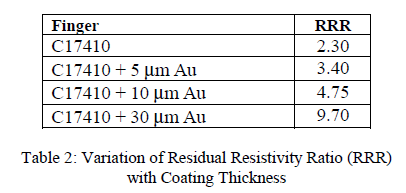 Finger RRR
C17410 2.30
C17410 + 5 μm Au 3.40
C17410 + 10 μm Au 4.75
C17410 + 30 μm Au 9.70
Table 2: Variation of Residual Resistivity Ratio (RRR)
with Coating Thickness